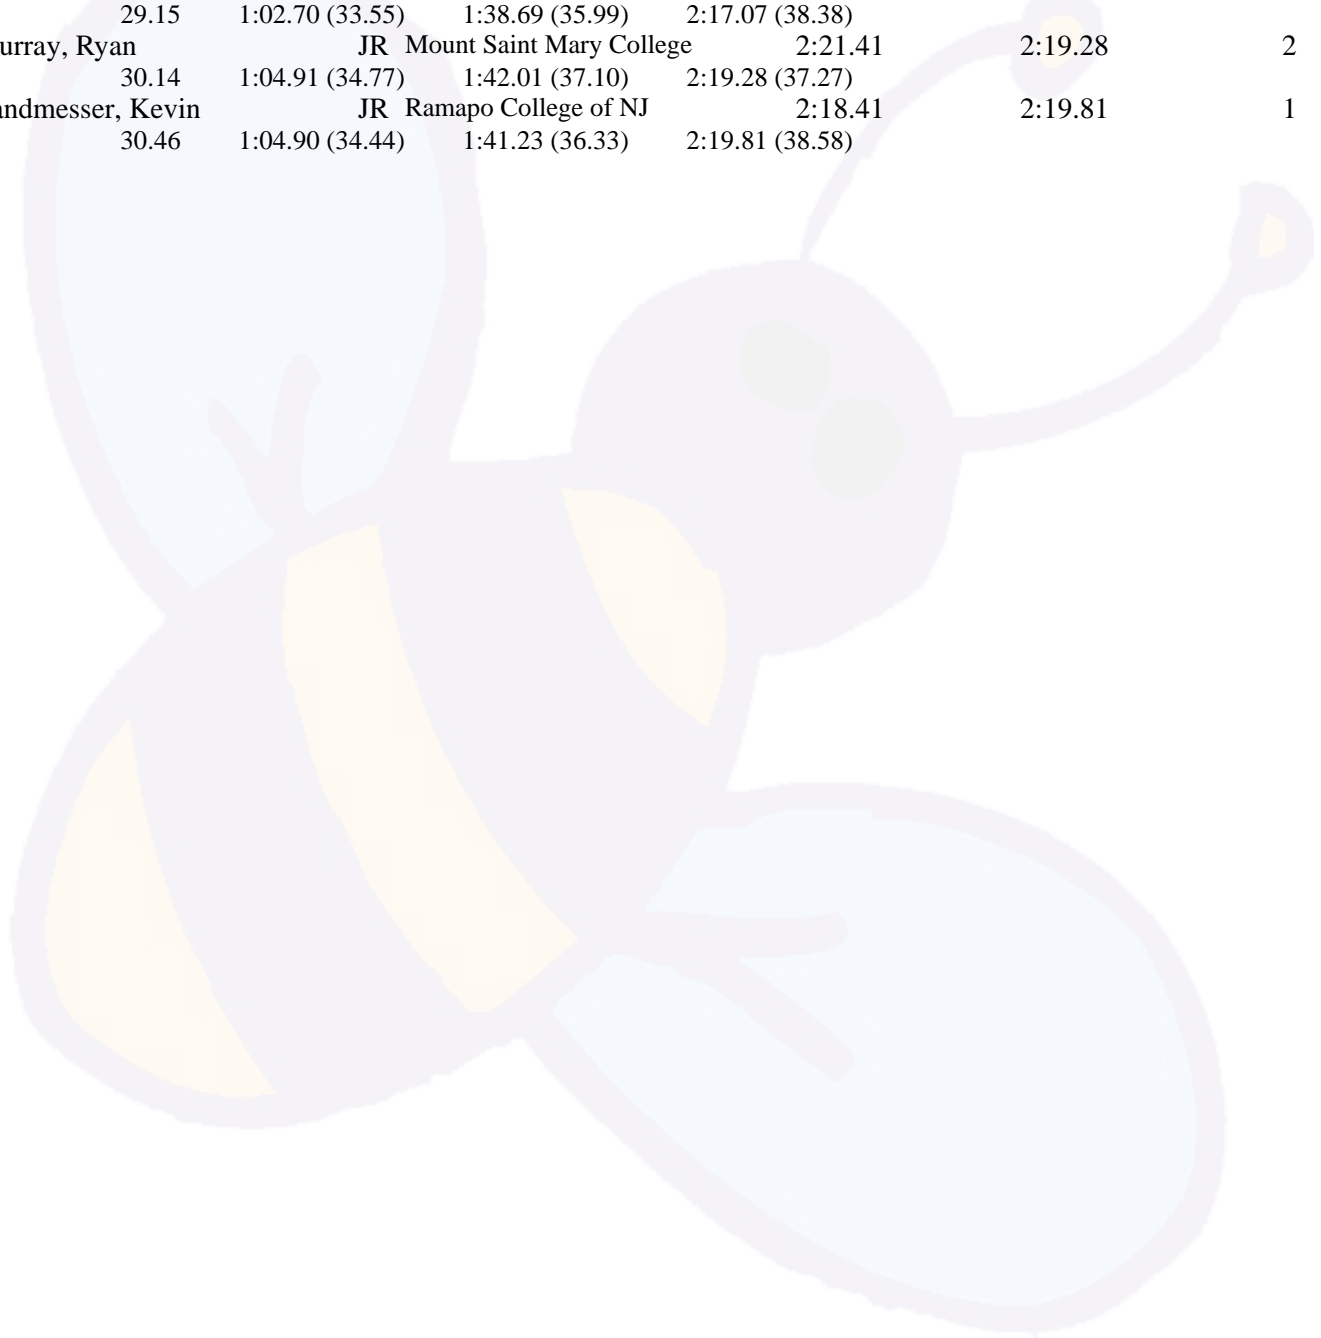 29.15 1:02.70 (33.55) 1:38.69 (35.99) 2:17.07 (38.38)
urray, Ryan JR Mount Saint Mary College 2:21.41 2:19.28 2
30.14 1:04.91 (34.77) 1:42.01 (37.10) 2:19.28 (37.27)
andmesser, Kevin JR Ramapo College of NJ 2:18.41 2:19.81 1
30.46 1:04.90 (34.44) 1:41.23 (36.33) 2:19.81 (38.58)